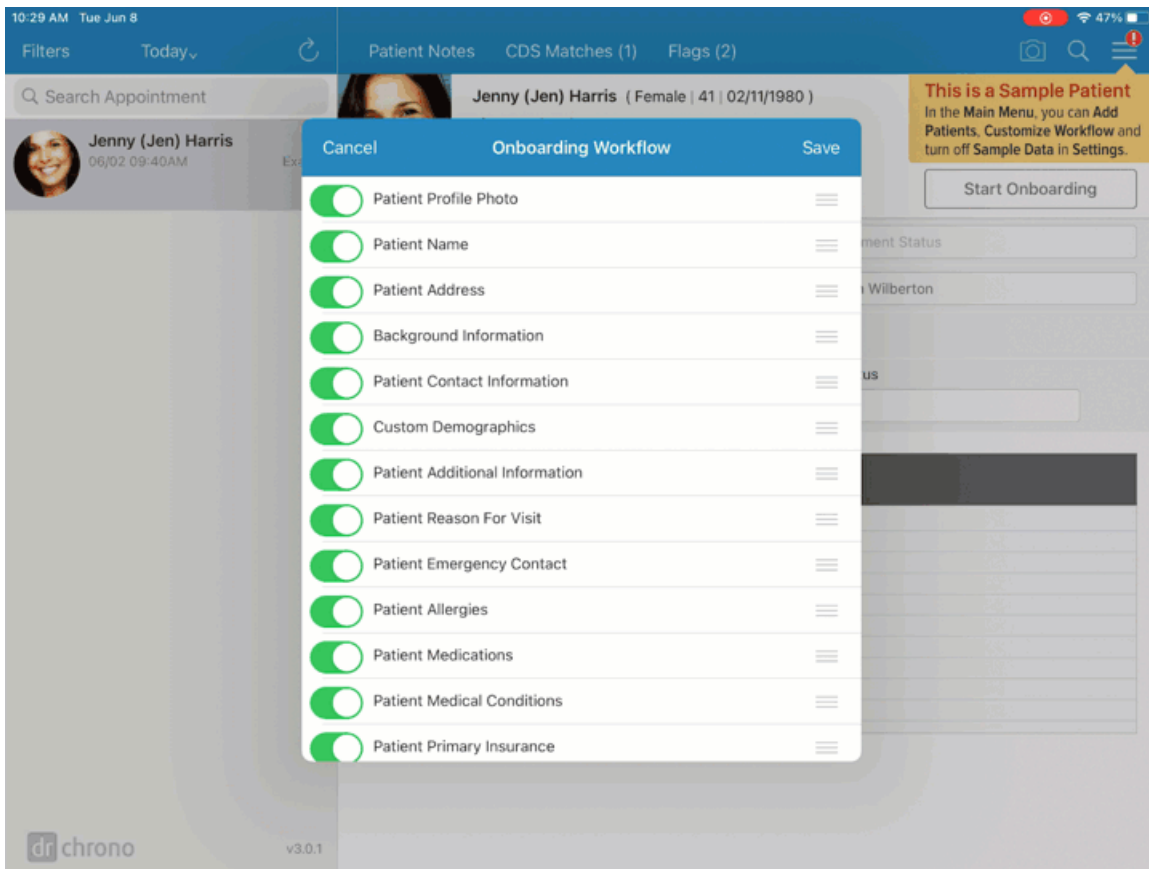 10:29 AM Tue Jun 8
47%
Filters
Today
Patient Notes
CDS Matches (1)
Flags (2)
Search Appointment
Jenny (Jen) Harris
06/02 09:40AM
Jenny (Jen) Harris ( Female | 41 | 02/11/1980 )
This is a Sample Patient
In the Main Menu, you can Add
Patients, Customize Workflow and
turn off Sample Data in Settings.
Start Onboarding
Cancel
Onboarding Workflow
Save
Patient Profile Photo
Patient Name
Patient Address
Background Information
Patient Contact Information
Custom Demographics
Patient Additional Information
Patient Reason For Visit
Patient Emergency Contact
Patient Allergies
Patient Medications
Patient Medical Conditions
Patient Primary Insurance
Status
Wilberton
dr chrono
v3.0.1